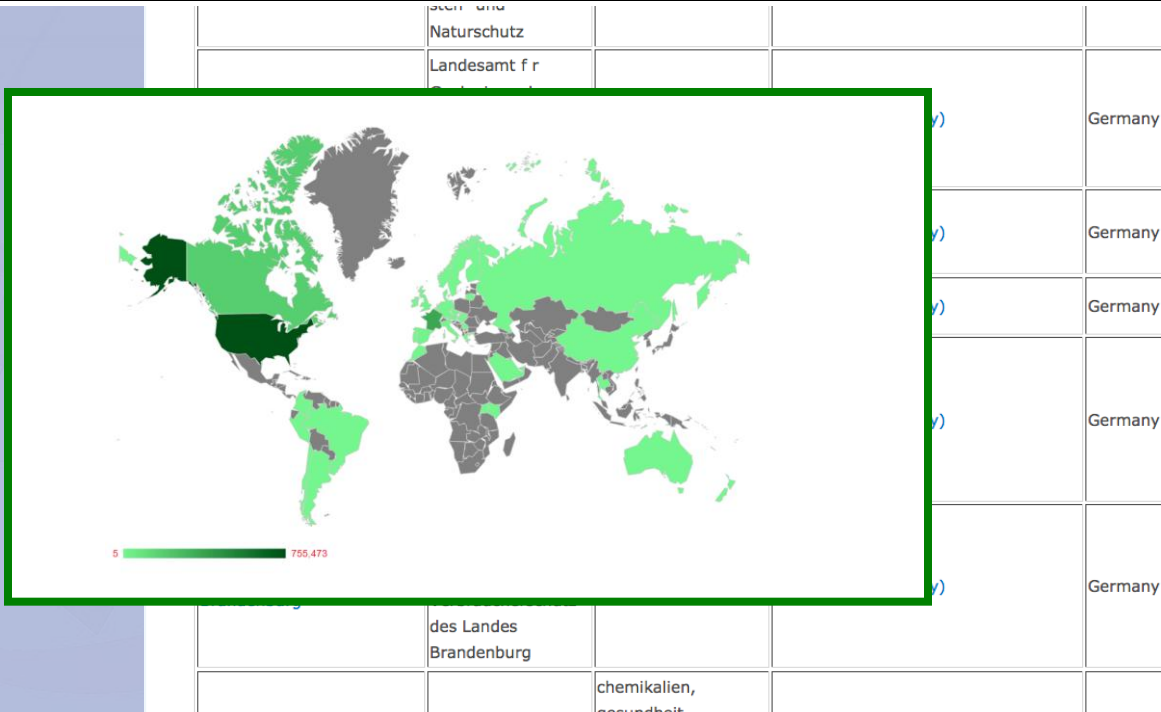 Naturschutz
Landesamt f r
y)
Germany
y)
Germany
y)
Germany
y)
Germany
5
755,473
y)
Germany
des Landes
Brandenburg
chemikalien,